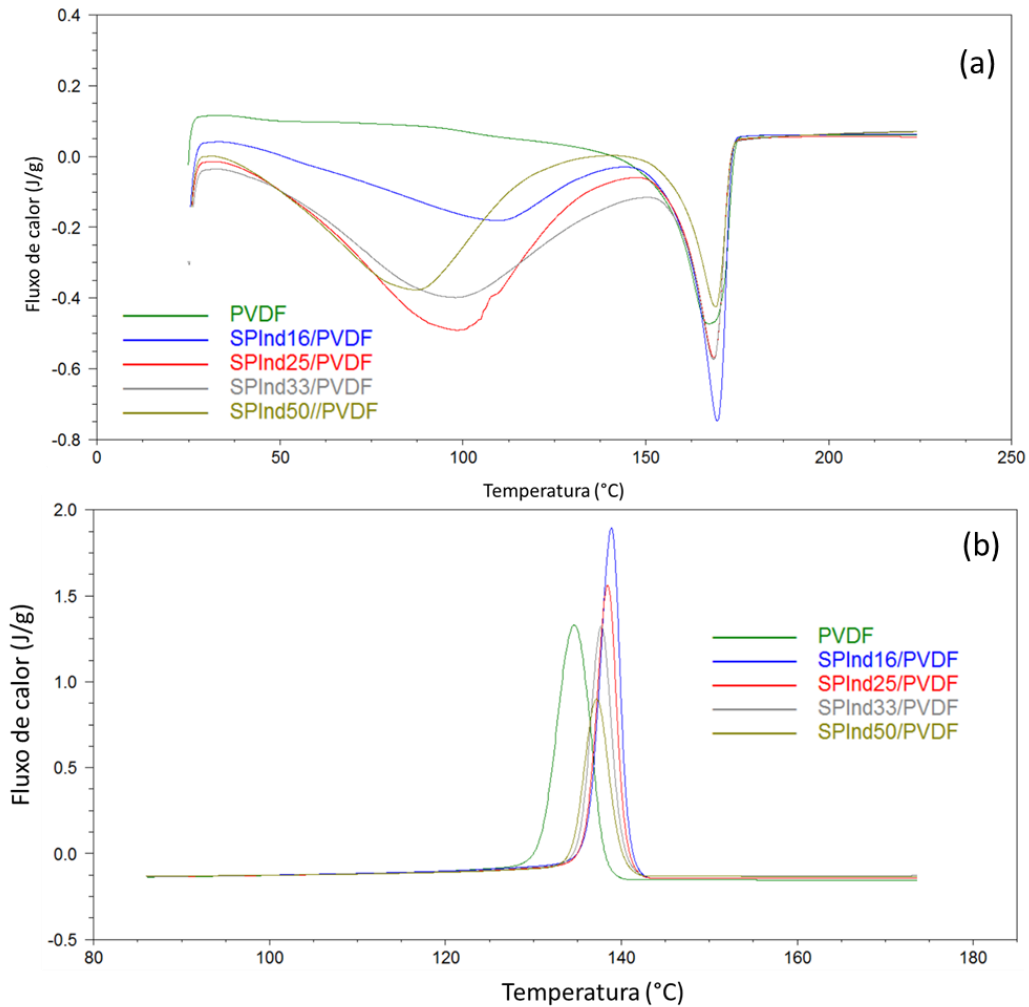 0.4
(a)
0.2
0.0
-0.2
-0.4
-0.6
-0.8
Fluxo de calor (J/g)
PVDF
SPInd16/PVDF
SPInd25/PVDF
SPInd33/PVDF
SPInd50//PVDF
0 50 100 150 200 250
Temperatura (°C)
2.0
(b)
1.5
1.0
0.5
0.0
-0.5
Fluxo de calor (J/g)
PVDF
SPInd16/PVDF
SPInd25/PVDF
SPInd33/PVDF
SPInd50/PVDF
80 100 120 140 160 180
Temperatura (°C)